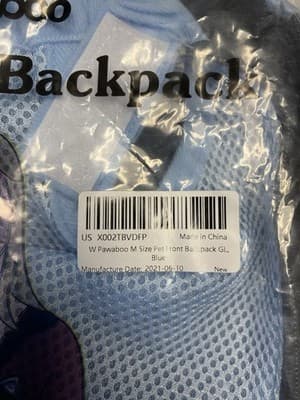 oco
Backpack
US X002TBVDFP Made in China
W Pawaboo M Size Pet Front Backpack GL,
Blue
Manufacture Date: 2021-06-10 New